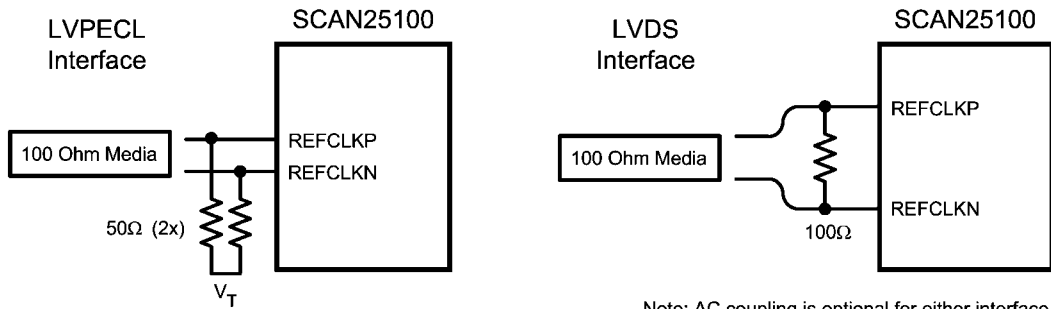 LVPECL
Interface
SCAN25100
100 Ohm Media
REFCLKP
REFCLKN
50Ω (2x)
VT
LVDS
Interface
SCAN25100
100 Ohm Media
REFCLKP
REFCLKN
100Ω
Note: AC coupling is optional for either interface